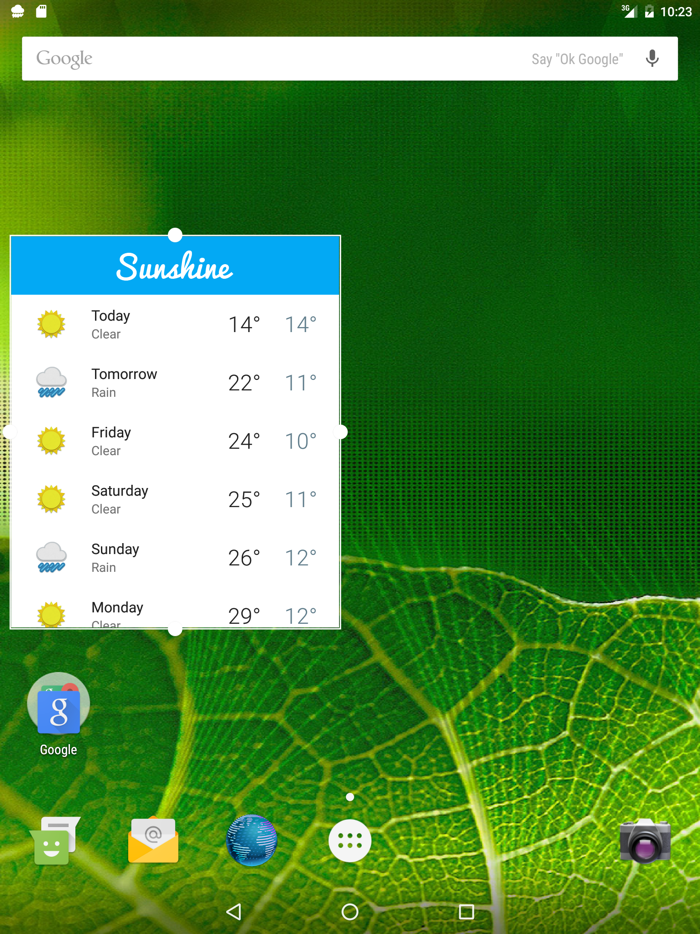 3G 10:23
Google Say "Ok Google"
Sunshine
Today
Clear
14° 14°
Tomorrow
Rain
22° 11°
Friday
Clear
24° 10°
Saturday
Clear
25° 11°
Sunday
Rain
26° 12°
Monday
Clear
29° 12°
g
Google
@